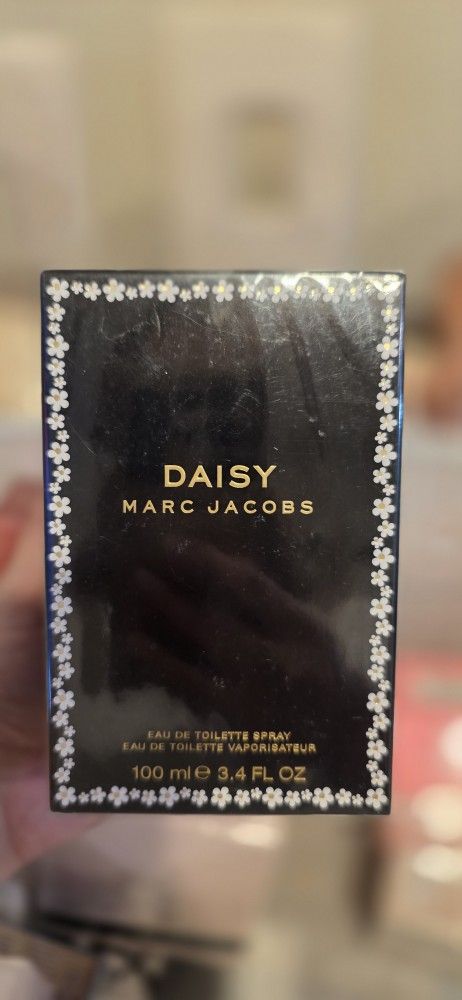 DAISY
MARC JACOBS
EAU DE TOILETTE SPRAY
EAU DE TOILETTE VAPORISATEUR
100 ml ℮ 3.4 FL OZ